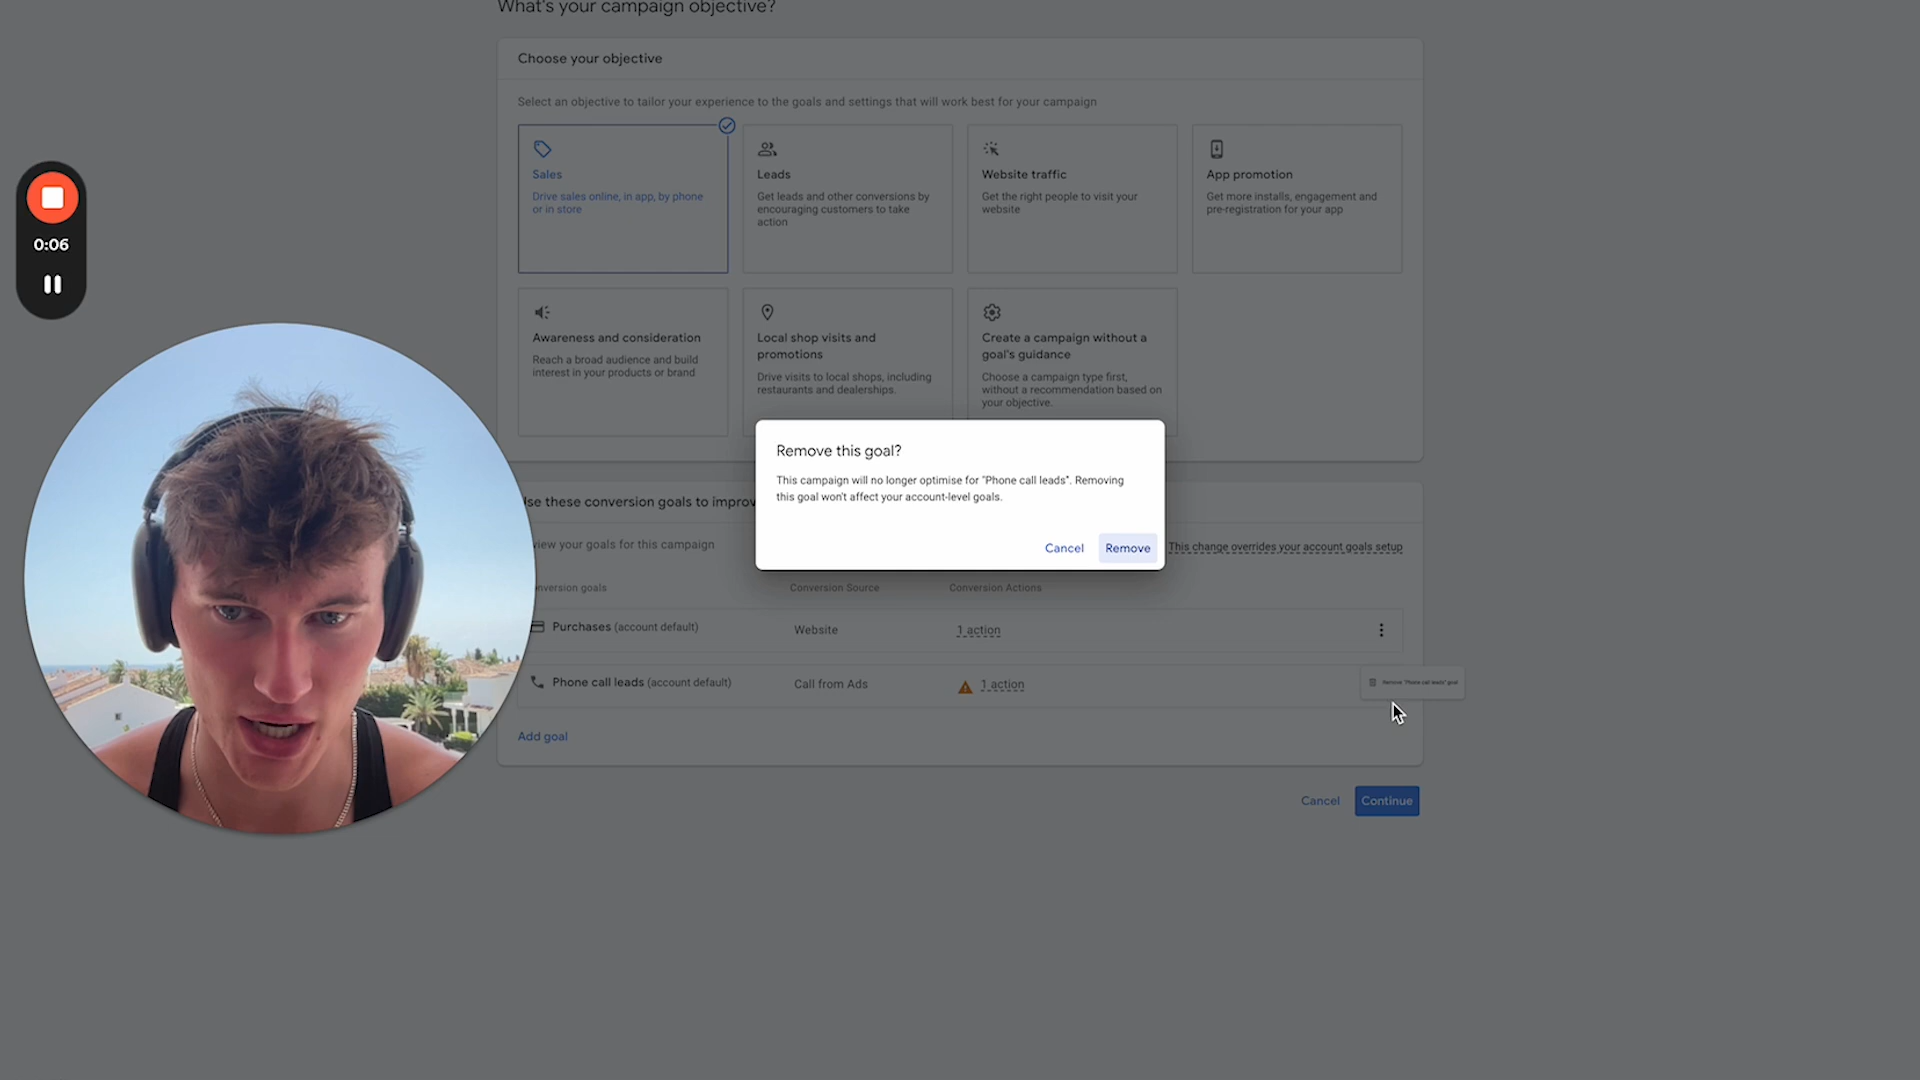 What's your campaign objective?
Choose your objective
Select an objective to tailor your experience to the goals and settings that will work best for your campaign
Sales
Drive sales online, in app, by phone
or in store
Leads
Get leads and other conversions by
encouraging customers to take
action
Website traffic
Get the right people to visit your
website
App promotion
Get more installs, engagement and
pre-registration for your app
0:06
Awareness and consideration
Reach a broad audience and build
interest in your products or brand
Local shop visits and
promotions
Drive visits to local shops, including
restaurants and dealerships.
Create a campaign without a
goal's guidance
Choose a campaign type first,
without a recommendation based on
your objective.
Remove this goal?
This campaign will no longer optimise for "Phone call leads". Removing
this goal won't affect your account-level goals.
Cancel
Remove
se these conversion goals to improv
view your goals for this campaign
This change overrides your account goals setup
nversion goals
Conversion Source
Conversion Actions
Purchases (account default)
Website
1 action
Phone call leads (account default)
Call from Ads
1 action
Remove "Phone call leads" goal
Add goal
Cancel
Continue